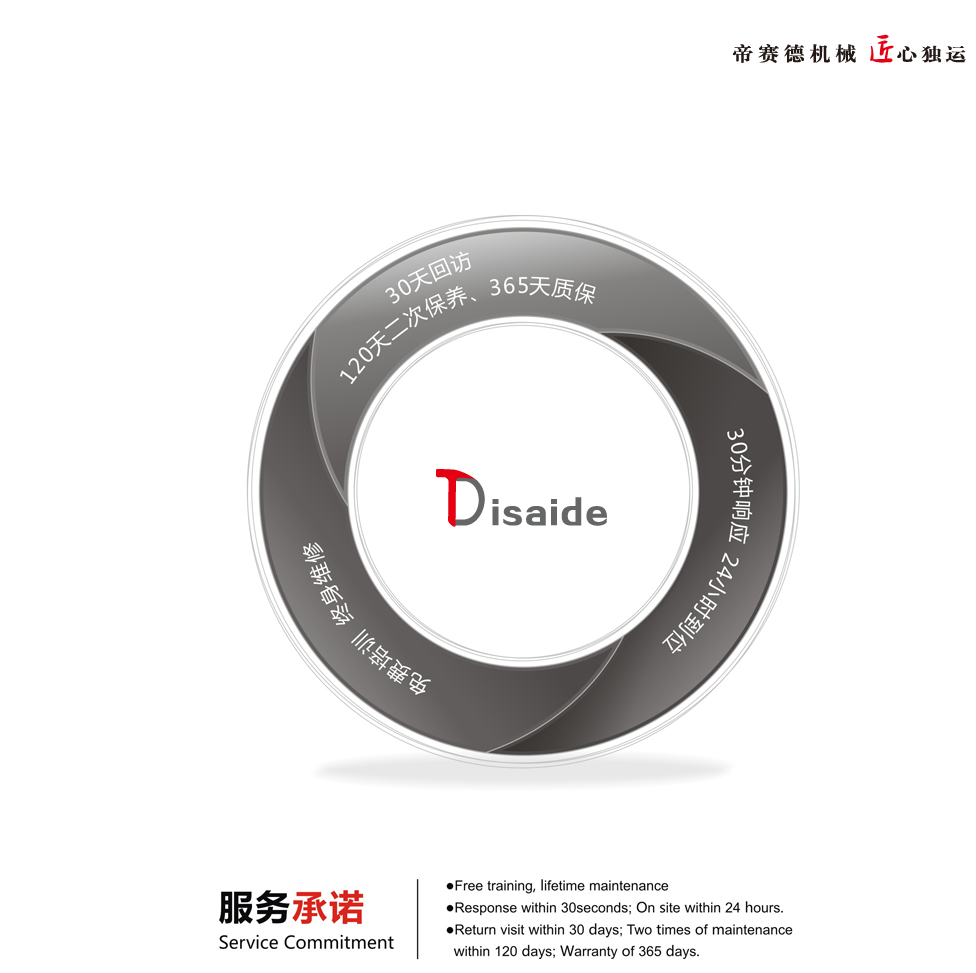 帝赛德机械 匠心独运
30天回访
120天二次保养、365天质保
30分钟响应 24小时到位
免费培训 终身维修
Disaide
服务承诺
Service Commitment
●Free training, lifetime maintenance
●Response within 30seconds; On site within 24 hours.
●Return visit within 30 days; Two times of maintenance
within 120 days; Warranty of 365 days.